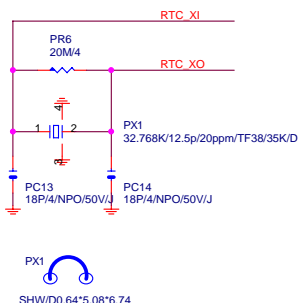 RTC_XI
PR6
20M/4
RTC_XO
4
1
2
3
PX1
32.768K/12.5p/20ppm/TF38/35K/D
PC13
18P/4/NPO/50V/J
PC14
18P/4/NPO/50V/J
PX1
SHW/D0.64*5.08*6.74